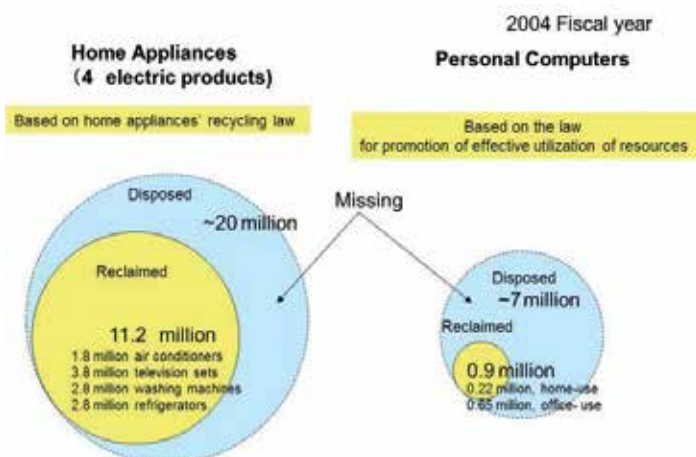 2004 Fiscal year
Home Appliances
(4 electric products)
Personal Computers
Based on home appliances' recycling law
Based on the law
for promotion of effective utilization of resources
Disposed
~20 million
Missing
Reclaimed
11.2 million
1.8 million air conditioners
3.8 million television sets
2.8 million washing machines
2.8 million refrigerators
Disposed
~7 million
Reclaimed
0.9 million
0.22 million, home-use
0.65 million, office- use